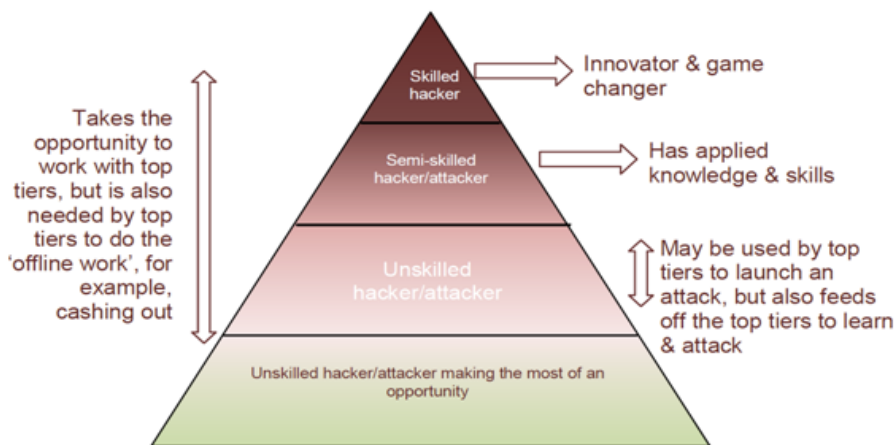 Skilled
hacker
Innovator & game
changer
Takes the
opportunity to
work with top
tiers, but is also
needed by top
tiers to do the
‘offline work’, for
example,
cashing out
Semi-skilled
hacker/attacker
Has applied
knowledge & skills
Unskilled
hacker/attacker
May be used by top
tiers to launch an
attack, but also feeds
off the top tiers to learn
& attack
Unskilled hacker/attacker making the most of an
opportunity